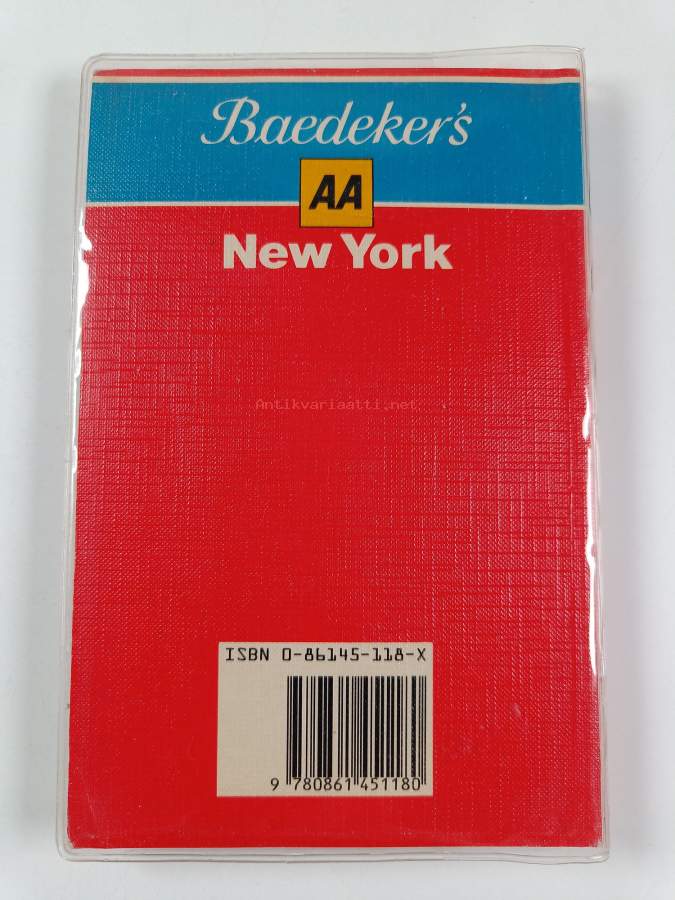 Baedeker's
AA
New York
Antikvariaatti.net
ISBN 0-86145-118-X
9 780861 451180